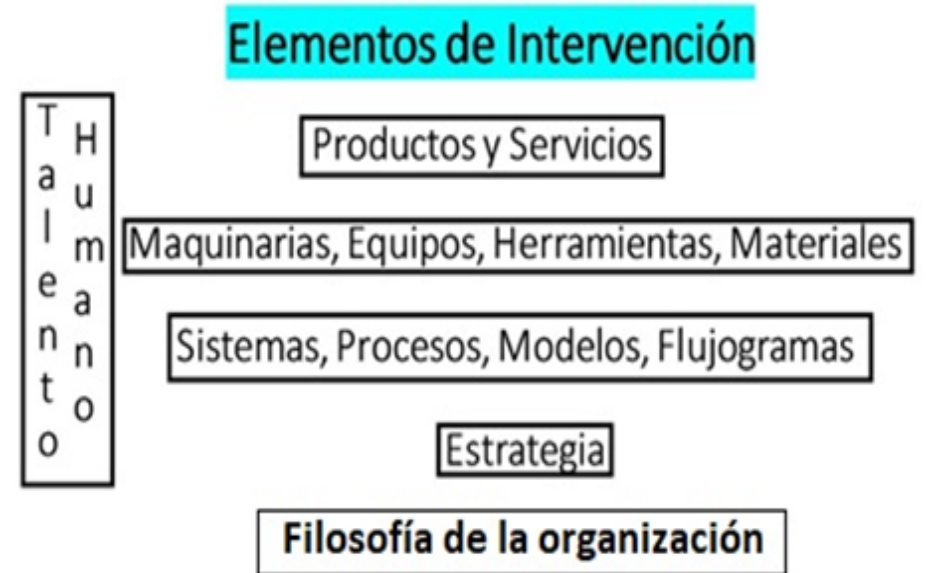 Elementos de Intervención
Talento
Humano
Productos y Servicios
Maquinarias, Equipos, Herramientas, Materiales
Sistemas, Procesos, Modelos, Flujogramas
Estrategia
Filosofía de la organización